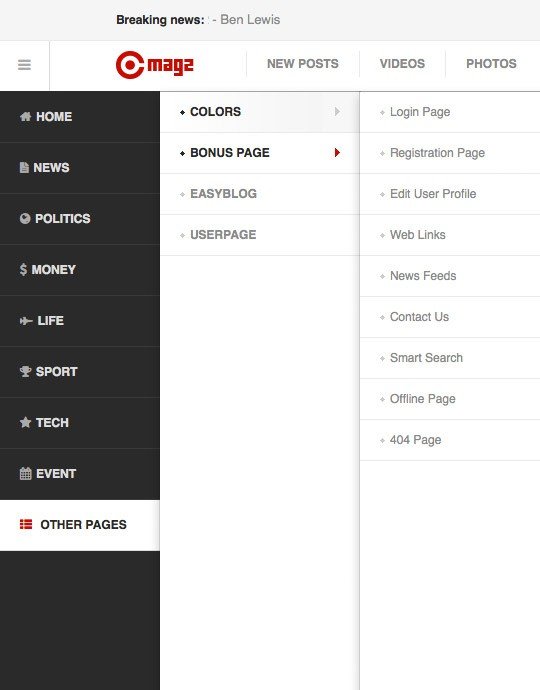 Breaking news: - Ben Lewis
magz
NEW POSTS
VIDEOS
PHOTOS
HOME
NEWS
POLITICS
MONEY
LIFE
SPORT
TECH
EVENT
OTHER PAGES
COLORS
BONUS PAGE
EASYBLOG
USERPAGE
Login Page
Registration Page
Edit User Profile
Web Links
News Feeds
Contact Us
Smart Search
Offline Page
404 Page